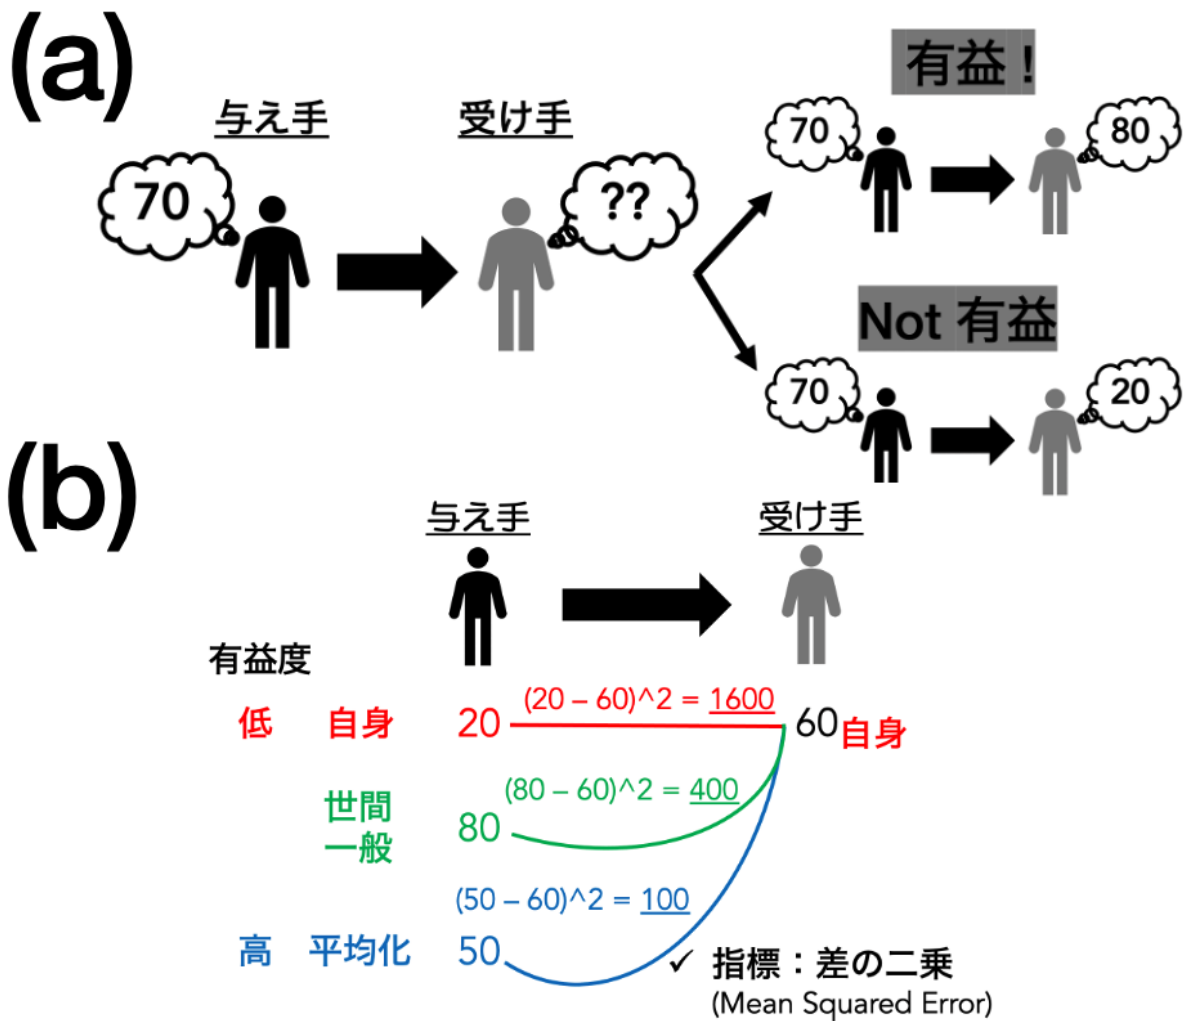 (a)
与え手
受け手
70
??
有益！
70
80
Not 有益
70
20
(b)
与え手
受け手
有益度
低 自身 20
(20 – 60)^2 = 1600
60 自身
世間
一般
80
(80 – 60)^2 = 400
(50 – 60)^2 = 100
高 平均化 50
✓ 指標：差の二乗
(Mean Squared Error)